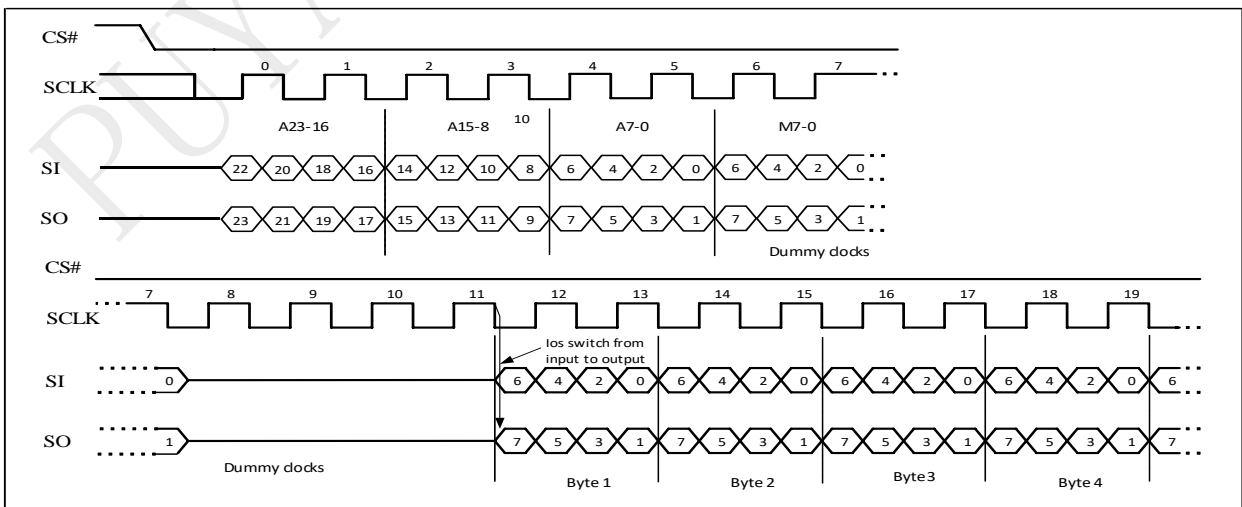 PUYA
CS#
0 1 2 3 4 5 6 7
SCLK
A23-16 A15-8 10 A7-0 M7-0
SI 22 20 18 16 14 12 10 8 6 4 2 0 6 4 2 0
SO 23 21 19 17 15 13 11 9 7 5 3 1 7 5 3 1
Dummy clocks
CS#
7 8 9 10 11 12 13 14 15 16 17 18 19
SCLK
Ios switch from
input to output
SI 0 6 4 2 0 6 4 2 0 6 4 2 0 6 4 2 0 6
SO 1 7 5 3 1 7 5 3 1 7 5 3 1 7 5 3 1 7
Dummy clocks Byte 1 Byte 2 Byte 3 Byte 4